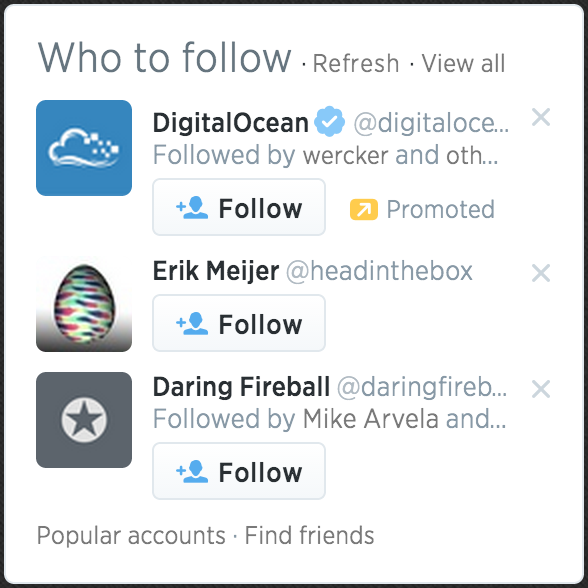 Who to follow · Refresh · View all
DigitalOcean @digitaloce...
Followed by wercker and oth...
Follow Promoted
Erik Meijer @headinthebox
Follow
Daring Fireball @daringfireb...
Followed by Mike Arvela and...
Follow
Popular accounts · Find friends